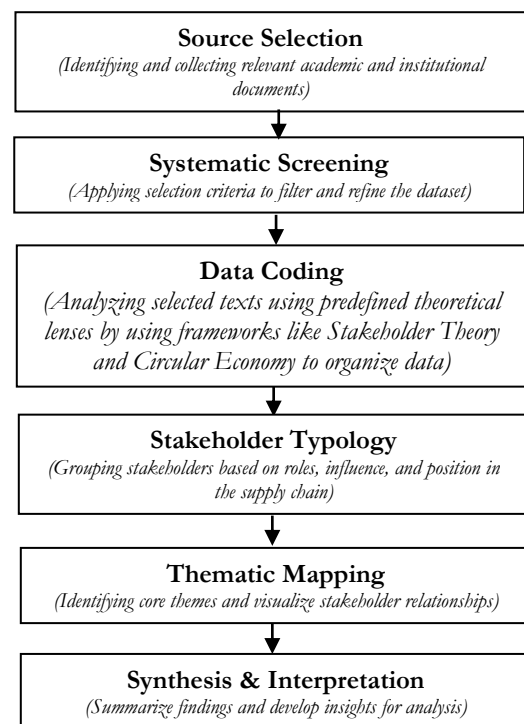 Source Selection
(Identifying and collecting relevant academic and institutional
documents)
Systematic Screening
(Applying selection criteria to filter and refine the dataset)
Data Coding
(Analyzing selected texts using predefined theoretical
lenses by using frameworks like Stakeholder Theory
and Circular Economy to organize data)
Stakeholder Typology
(Grouping stakeholders based on roles, influence, and position in
the supply chain)
Thematic Mapping
(Identifying core themes and visualize stakeholder relationships)
Synthesis & Interpretation
(Summarize findings and develop insights for analysis)